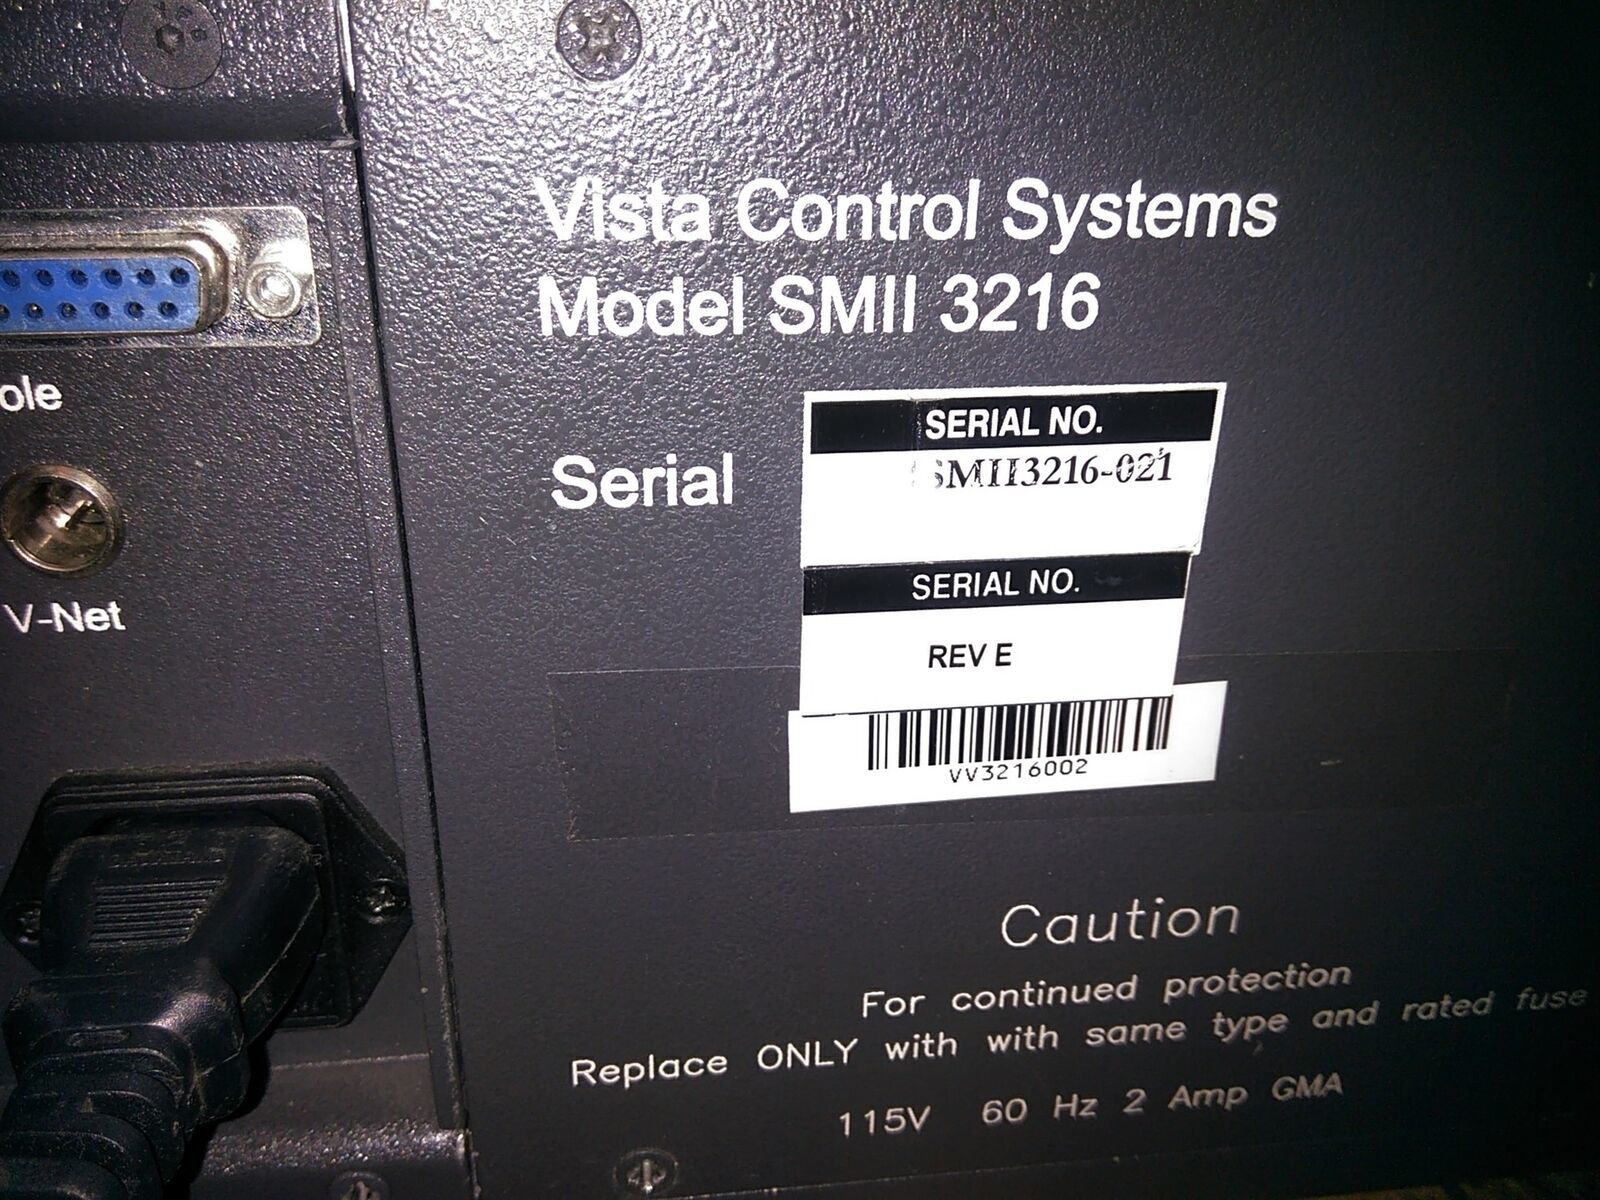 Vista Control Systems
Model SMII 3216
ole
Serial
SERIAL NO.
SMII3216-021
SERIAL NO.
REV E
V-Net
VV3216002
Caution
For continued protection
Replace ONLY with with same type and rated fuse
115V 60 Hz 2 Amp GMA